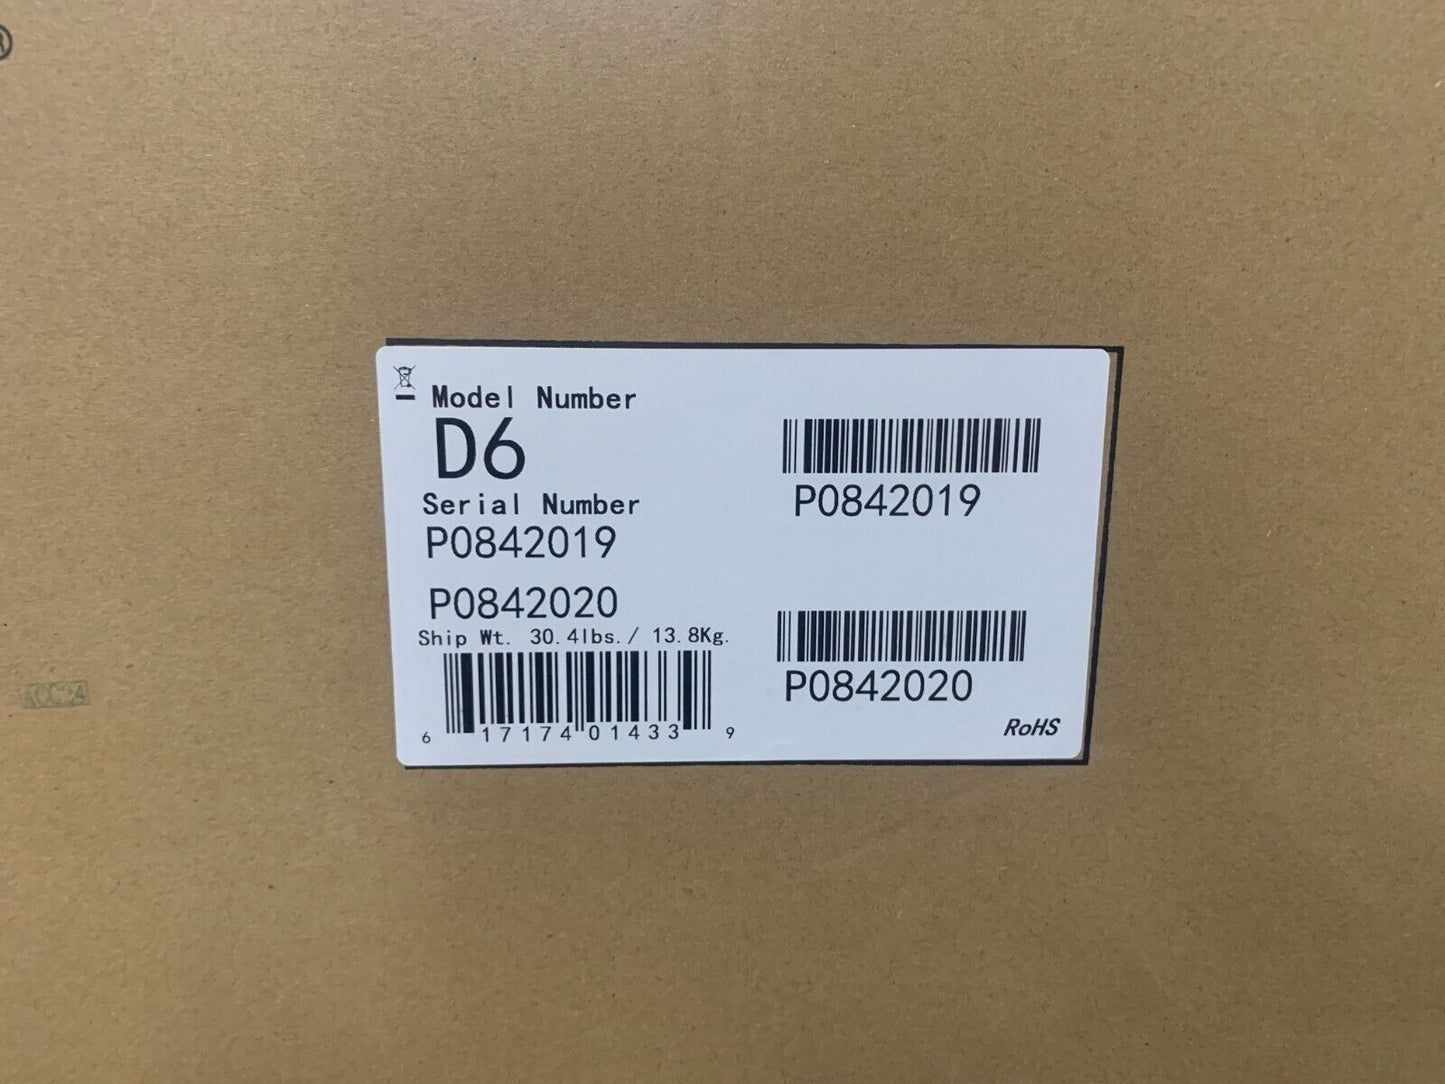 ®
Model Number
D6
Serial Number
P0842019
P0842020
Ship Wt. 30.4lbs./ 13.8Kg.
6 17174 01433 9
P0842019
P0842020
RoHS